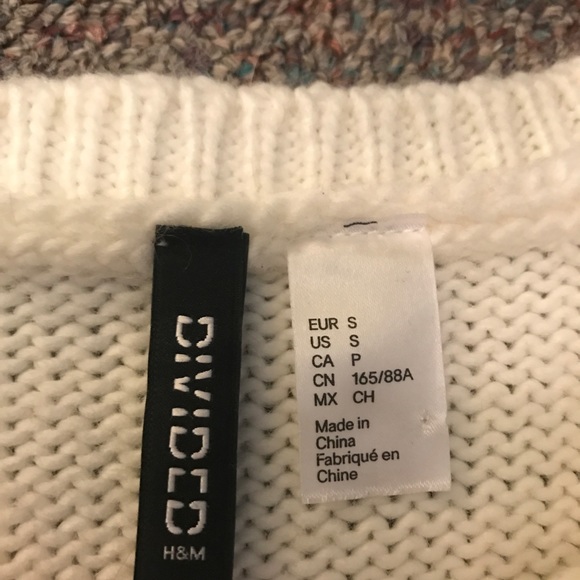 DIVIDED
H&M
EUR S
US S
CA P
CN 165/88A
MX CH
Made in
China
Fabriqué en
Chine